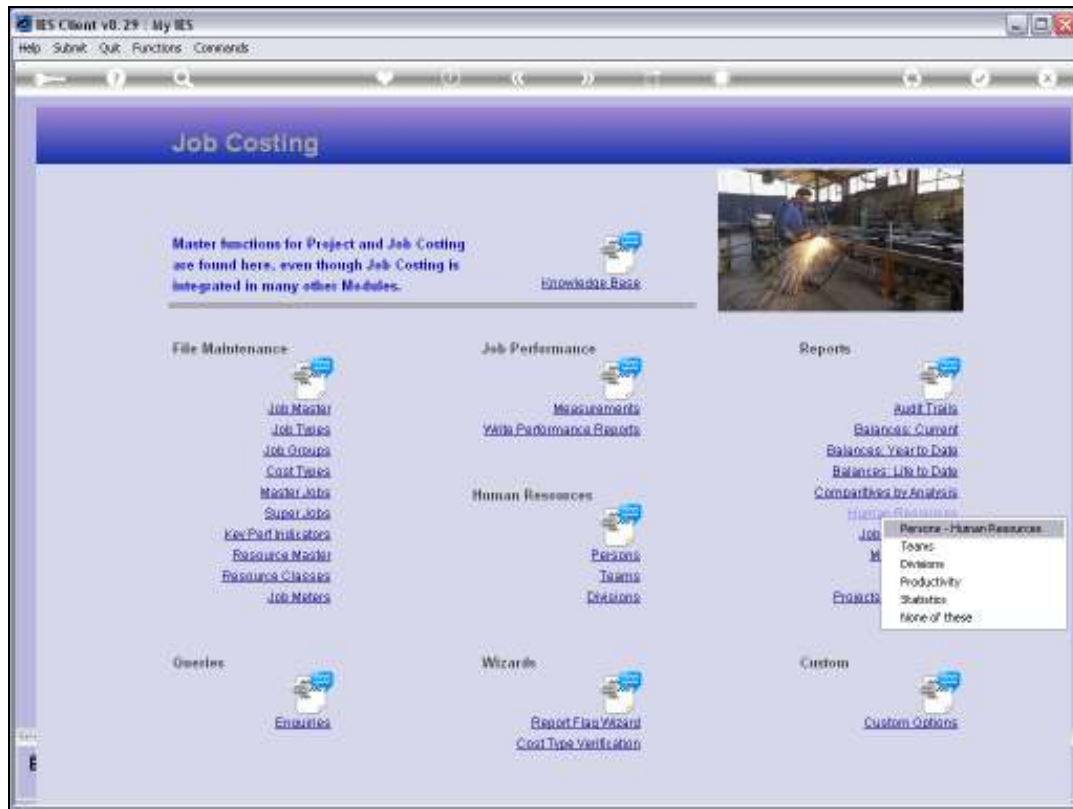 IES Client v8.29 : My IES
Help Submit Quit Functions Commands
Job Costing
Master functions for Project and Job Costing
are found here, even though Job Costing is
integrated in many other Modules.
Knowledge Base
File Maintenance
Job Master
Job Types
Job Groups
Cost Types
Master Jobs
Super Jobs
Key Perf Indicators
Resource Master
Resource Classes
Job Meters
Job Performance
Measurements
Write Performance Reports
Human Resources
Persons
Teams
Divisions
Reports
Audit Trails
Balances: Current
Balances: Year to Date
Balances: Life to Date
Comparitives by Analysis
Human Resources
Job
M
Projects
Persons - Human Resources
Teams
Divisions
Productivity
Statistics
None of these
Queries
Enquiries
Wizards
Report Flag Wizard
Cost Type Verification
Custom
Custom Options